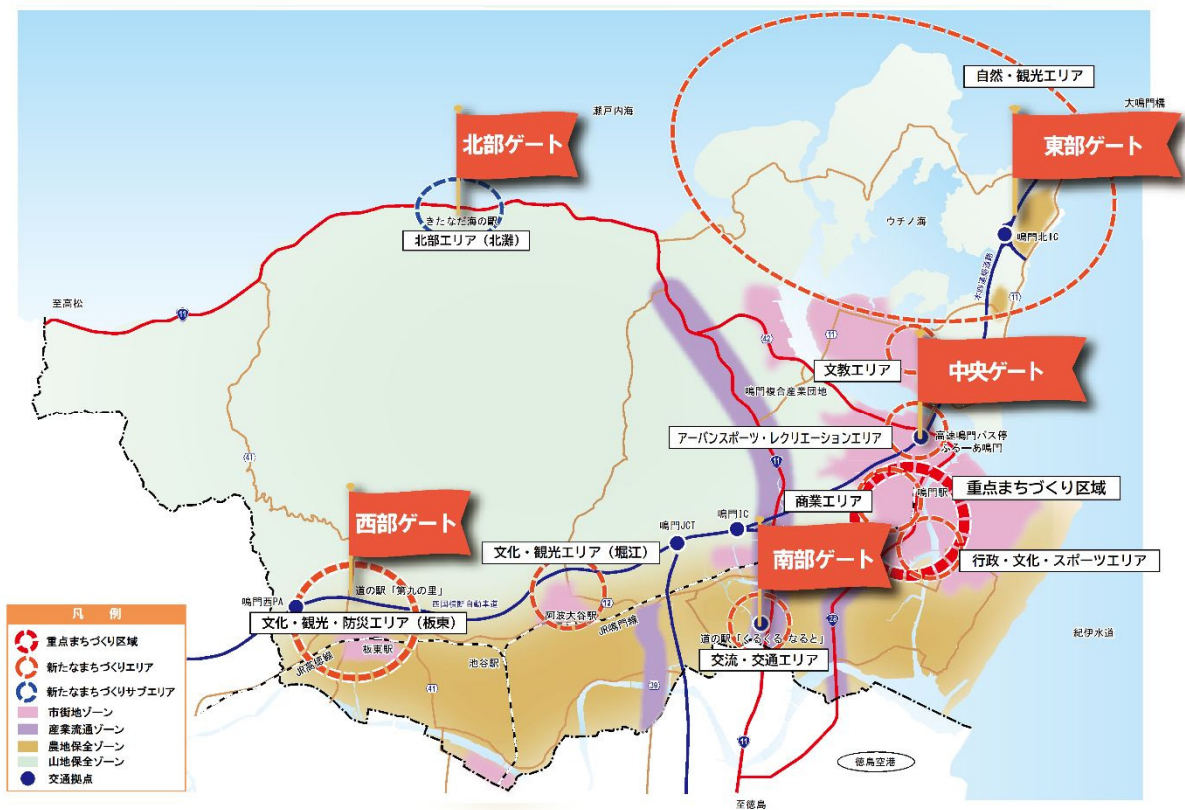 自然・観光エリア
大鳴門橋
瀬戸内海
北部ゲート
東部ゲート
きたなだ海の駅
ウチノ海
北部エリア（北灘）
鳴門北IC
至高松
11
11
42
11
文教エリア
中央ゲート
鳴門複合産業団地
アーバンスポーツ・レクリエーションエリア
高速鳴門バス停
ぷるーあ鳴門
41
11
商業エリア
鳴門駅
重点まちづくり区域
西部ゲート
鳴門JCT
鳴門IC
文化・観光エリア（堀江）
南部ゲート
行政・文化・スポーツエリア
鳴門西PA
道の駅「第九の里」
四国横断自動車道
12
阿波大谷駅
JR鳴門線
文化・観光・防災エリア（板東）
道の駅「くるくる なると」
28
紀伊水道
板東駅
池谷駅
交流・交通エリア
JR高徳線
41
39
11
徳島空港
至徳島
凡 例
重点まちづくり区域
新たなまちづくりエリア
新たなまちづくりサブエリア
市街地ゾーン
産業流通ゾーン
農地保全ゾーン
山地保全ゾーン
交通拠点